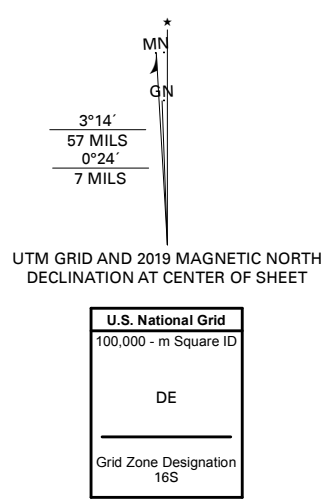 MN
GN
3°14´
57 MILS
0°24´
7 MILS
UTM GRID AND 2019 MAGNETIC NORTH
DECLINATION AT CENTER OF SHEET
U.S. National Grid
100,000 - m Square ID
DE
Grid Zone Designation
16S